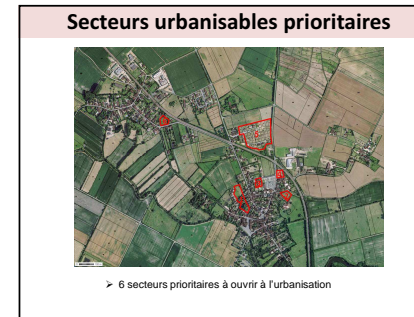 Secteurs urbanisables prioritaires
➢ 6 secteurs prioritaires à ouvrir à l'urbanisation